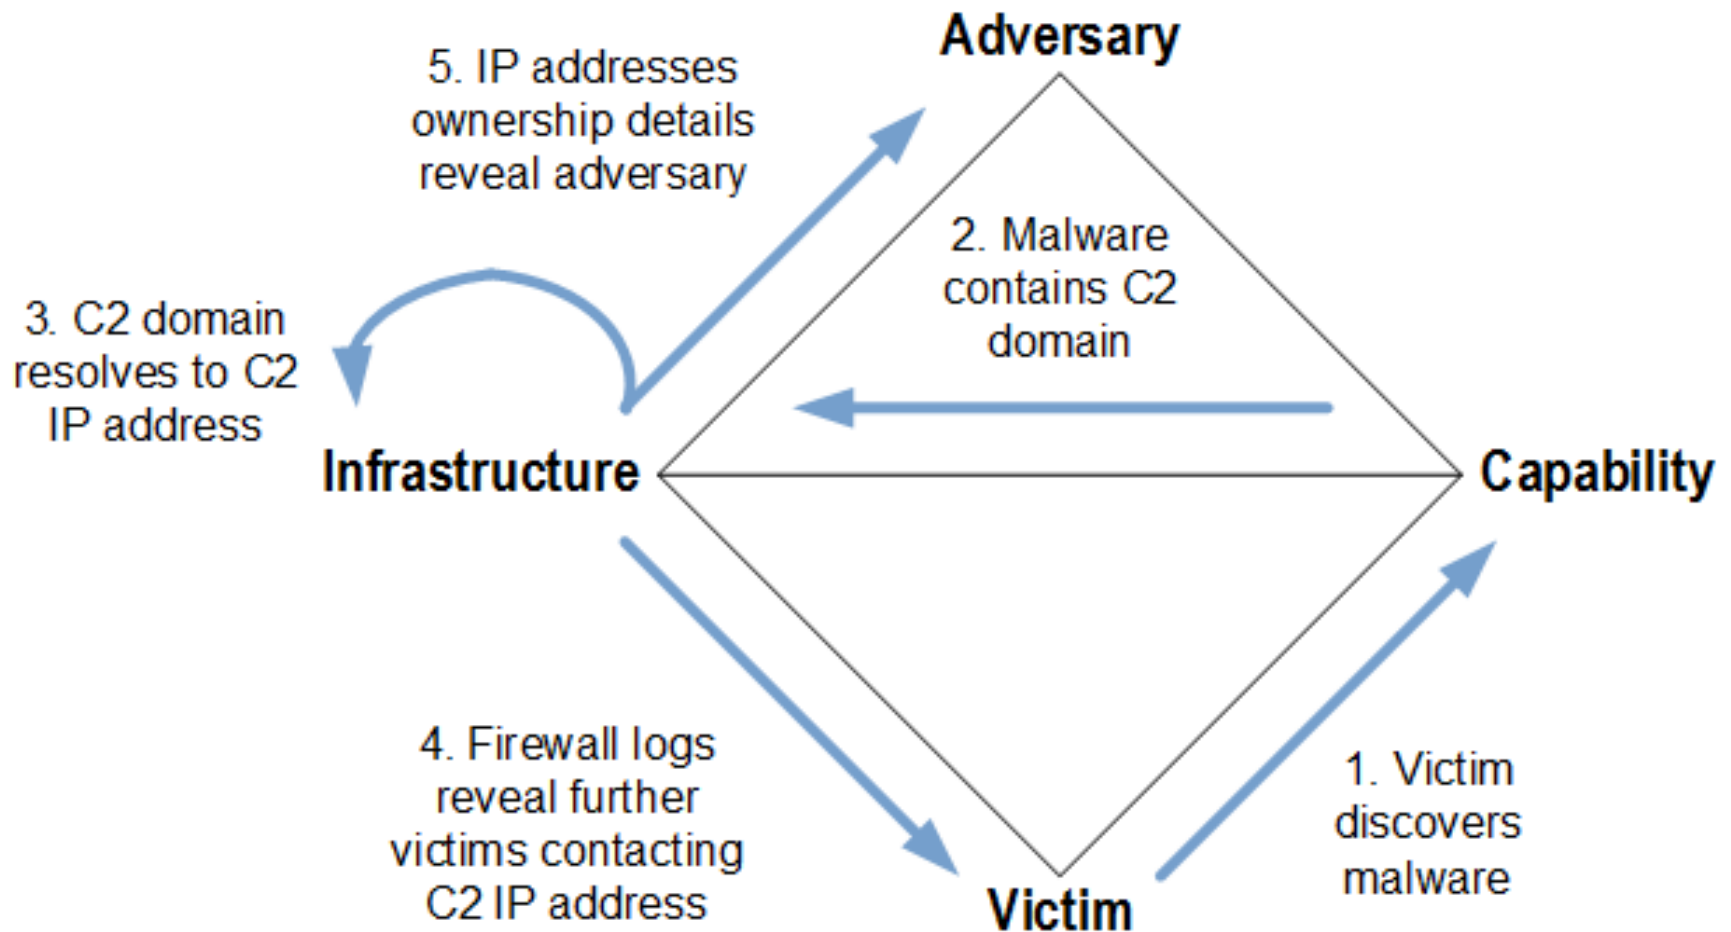 Adversary
5. IP addresses
ownership details
reveal adversary
2. Malware
contains C2
domain
3. C2 domain
resolves to C2
IP address
Infrastructure
Capability
4. Firewall logs
reveal further
victims contacting
C2 IP address
1. Victim
discovers
malware
Victim